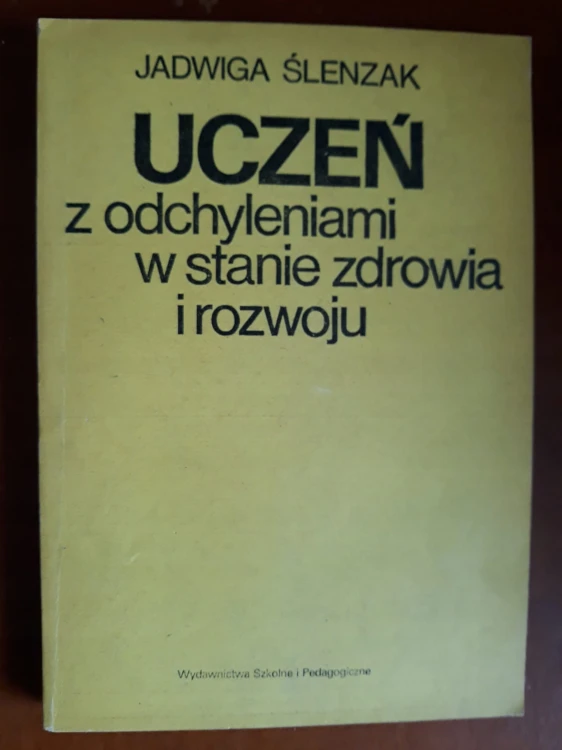 JADWIGA ŚLENZAK
UCZEŃ
z odchyleniami
w stanie zdrowia
i rozwoju
Wydawnictwa Szkolne i Pedagogiczne